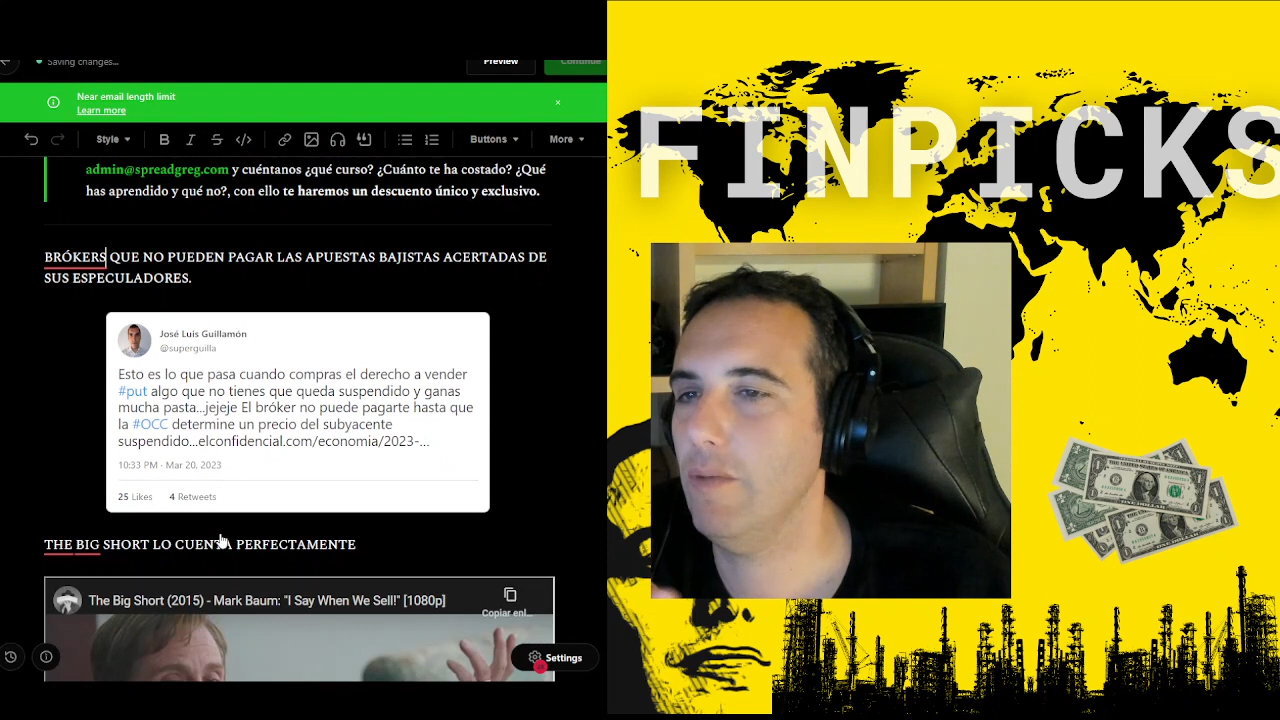 Saving changes...
Preview
Continue
Near email length limit
Learn more
Style
Buttons
More
admin@spreadgreg.com y cuéntanos ¿qué curso? ¿Cuánto te ha costado? ¿Qué
has aprendido y qué no?, con ello te haremos un descuento único y exclusivo.
BRÓKERS QUE NO PUEDEN PAGAR LAS APUESTAS BAJISTAS ACERTADAS DE
SUS ESPECULADORES.
José Luis Guillamón
@superguilla
Esto es lo que pasa cuando compras el derecho a vender
#put algo que no tienes que queda suspendido y ganas
mucha pasta...jejeje El bróker no puede pagarte hasta que
la #OCC determine un precio del subyacente
suspendido...elconfidencial.com/economia/2023-...
10:33 PM · Mar 20, 2023
25 Likes 4 Retweets
THE BIG SHORT LO CUENTA PERFECTAMENTE
The Big Short (2015) - Mark Baum: "I Say When We Sell!" [1080p]
Copiar enl...
Settings
FINPICKS